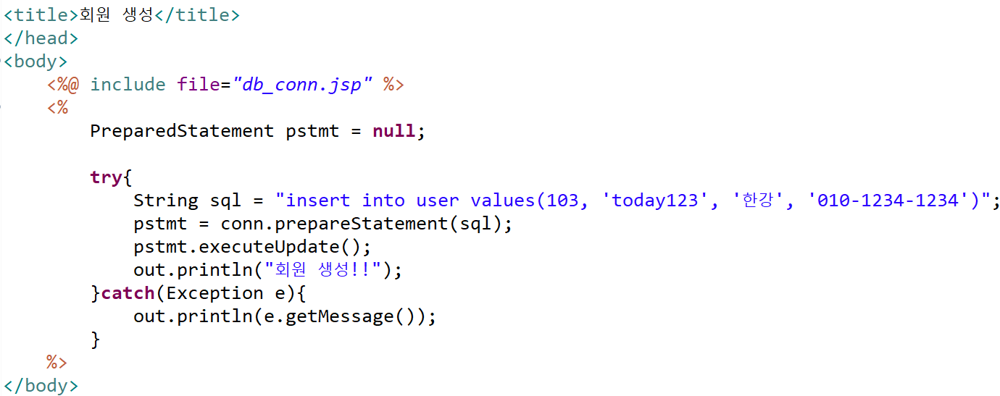 <title>회원 생성</title>
</head>
<body>
<%@ include file="db_conn.jsp" %>
<%
PreparedStatement pstmt = null;
try{
String sql = "insert into user values(103, 'today123', '한강', '010-1234-1234')";
pstmt = conn.prepareStatement(sql);
pstmt.executeUpdate();
out.println("회원 생성!!");
}catch(Exception e){
out.println(e.getMessage());
}
%>
</body>